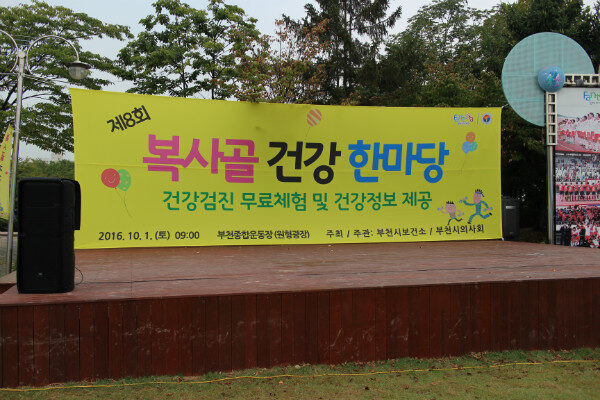 제8회
복사골 건강 한마당
건강검진 무료체험 및 건강정보 제공
2016. 10. 1. (토) 09:00 부천종합운동장(원형광장) 주최 / 주관: 부천시보건소 / 부천시의사회